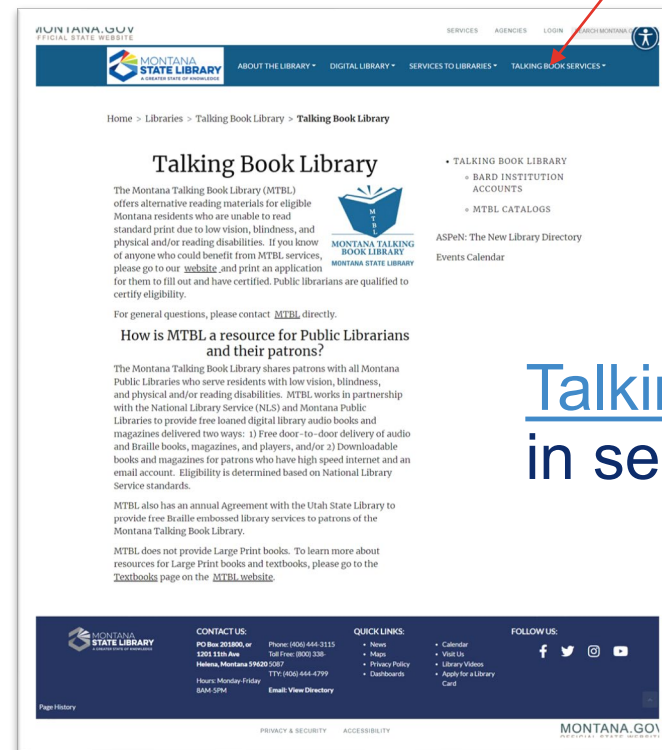 MONTANA.GOV
OFFICIAL STATE WEBSITE
SERVICES AGENCIES LOGIN SEARCH MONTANA.G
MONTANA
STATE LIBRARY
A GREATER STATE OF KNOWLEDGE
ABOUT THE LIBRARY DIGITAL LIBRARY SERVICES TO LIBRARIES TALKING BOOK SERVICES
Home > Libraries > Talking Book Library > Talking Book Library
Talking Book Library
The Montana Talking Book Library (MTBL)
offers alternative reading materials for eligible
Montana residents who are unable to read
standard print due to low vision, blindness, and
physical and/or reading disabilities. If you know
of anyone who could benefit from MTBL services,
please go to our website and print an application
for them to fill out and have certified. Public librarians are qualified to
certify eligibility.
MTBL
MONTANA TALKING
BOOK LIBRARY
MONTANA STATE LIBRARY
For general questions, please contact MTBL directly.
How is MTBL a resource for Public Librarians
and their patrons?
The Montana Talking Book Library shares patrons with all Montana
Public Libraries who serve residents with low vision, blindness,
and physical and/or reading disabilities. MTBL works in partnership
with the National Library Service (NLS) and Montana Public
Libraries to provide free loaned digital library audio books and
magazines delivered two ways: 1) Free door-to-door delivery of audio
and Braille books, magazines, and players, and/or 2) Downloadable
books and magazines for patrons who have high speed internet and an
email account. Eligibility is determined based on National Library
Service standards.
MTBL also has an annual Agreement with the Utah State Library to
provide free Braille embossed library services to patrons of the
Montana Talking Book Library.
MTBL does not provide Large Print books. To learn more about
resources for Large Print books and textbooks, please go to the
Textbooks page on the MTBL website.
• TALKING BOOK LIBRARY
BARD INSTITUTION
ACCOUNTS
MTBL CATALOGS
ASPeN: The New Library Directory
Events Calendar
Talkin
in se
MONTANA
STATE LIBRARY
A GREATER STATE OF KNOWLEDGE
CONTACT US:
PO Box 201800, or
1201 11th Ave
Helena, Montana 59620
Hours: Monday-Friday
8AM-5PM
Phone: (406) 444-3115
Toll Free: (800) 338-
5087
TTY: (406) 444-4799
Email: View Directory
QUICK LINKS:
• News
• Maps
• Privacy Policy
• Dashboards
• Calendar
• Visit Us
• Library Videos
• Apply for a Library
Card
FOLLOW US:
Page History
PRIVACY & SECURITY ACCESSIBILITY
MONTANA.GOV
OFFICIAL STATE WEBSITE